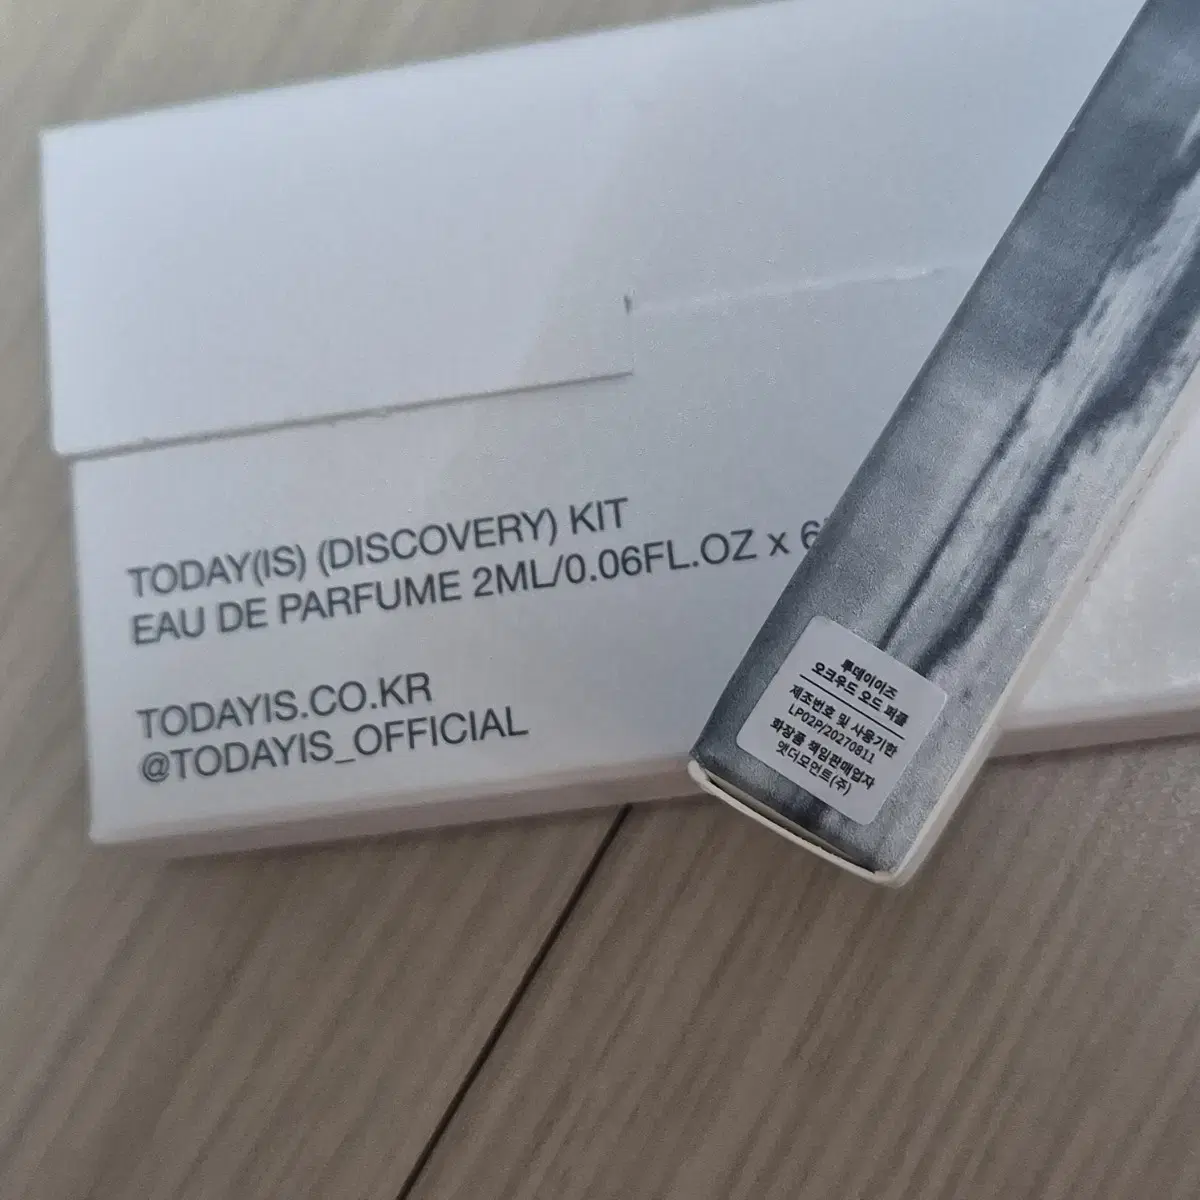 TODAY(IS) (DISCOVERY) KIT
EAU DE PARFUME 2ML/0.06FL.OZ x 6
TODAYIS.CO.KR
@TODAYIS_OFFICIAL
투데이이즈
오크우드 오드 퍼퓸
제조번호 및 사용기한
LP02P/20270811
화장품 책임판매업자
앳더모먼트(주)